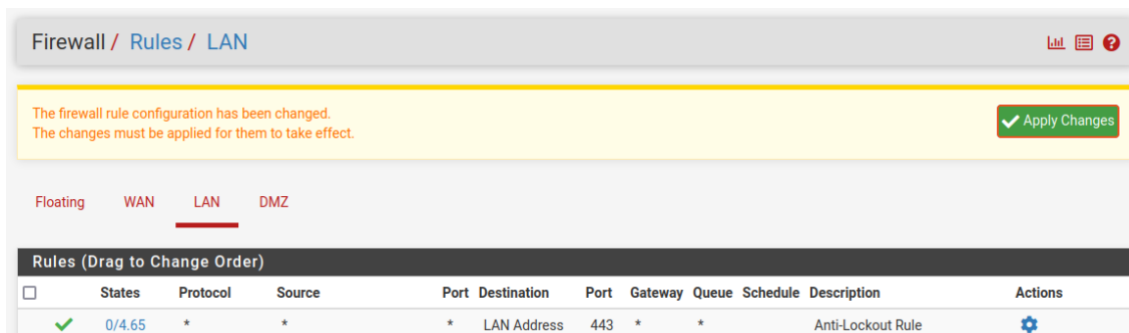 Firewall / Rules / LAN
The firewall rule configuration has been changed.
The changes must be applied for them to take effect.
Apply Changes
Floating WAN LAN DMZ
Rules (Drag to Change Order)
States Protocol Source Port Destination Port Gateway Queue Schedule Description Actions
0/4.65 * * * LAN Address 443 * * Anti-Lockout Rule